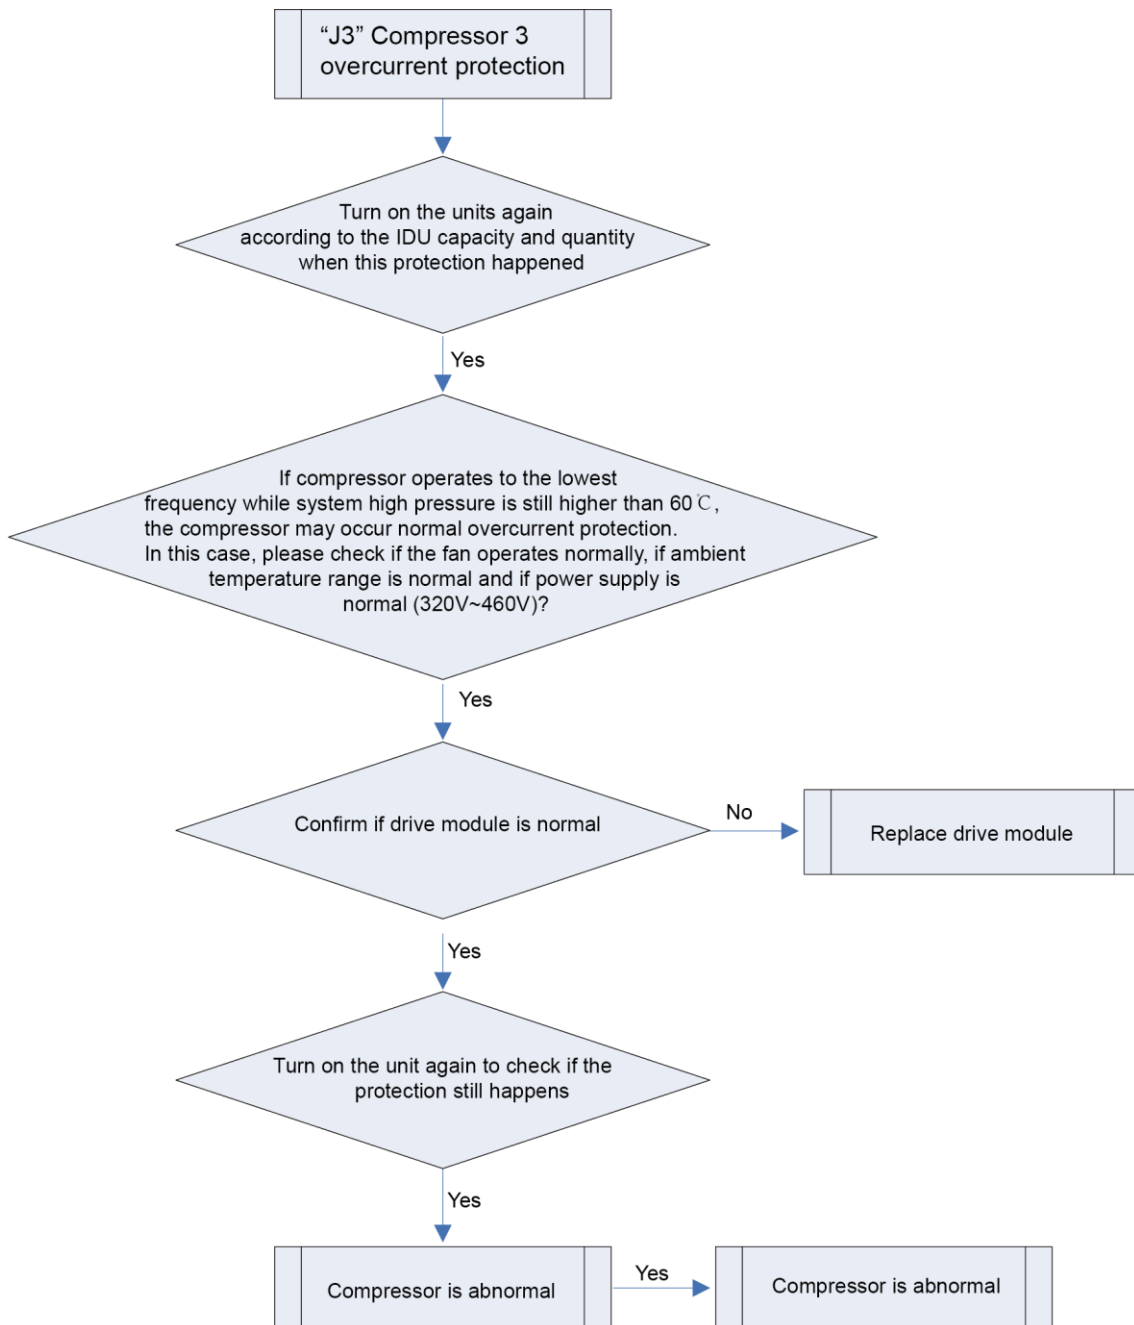 “J3” Compressor 3
overcurrent protection
Turn on the units again
according to the IDU capacity and quantity
when this protection happened
Yes
If compressor operates to the lowest
frequency while system high pressure is still higher than 60℃,
the compressor may occur normal overcurrent protection.
In this case, please check if the fan operates normally, if ambient
temperature range is normal and if power supply is
normal (320V~460V)?
Yes
Confirm if drive module is normal
No
Replace drive module
Yes
Turn on the unit again to check if the
protection still happens
Yes
Compressor is abnormal
Yes
Compressor is abnormal